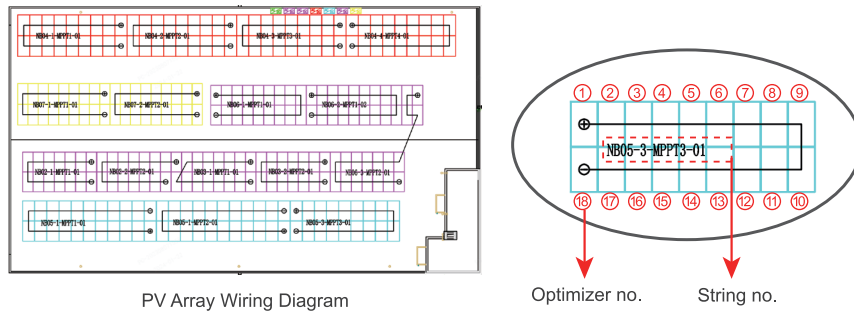 NB04-1-MPPT1-01
NB04-2-MPPT2-01
NB04-3-MPPT3-01
NB04-4-MPPT4-01
NB07-1-MPPT1-01
NB07-2-MPPT2-01
NB06-1-MPPT1-01
NB06-2-MPPT1-02
NB02-1-MPPT1-01
NB02-2-MPPT2-01
NB03-1-MPPT1-01
NB03-2-MPPT2-01
NB06-3-MPPT2-01
NB05-1-MPPT1-01
NB05-1-MPPT2-01
NB05-3-MPPT3-01
PV Array Wiring Diagram
① ② ③ ④ ⑤ ⑥ ⑦ ⑧ ⑨
NB05-3-MPPT3-01
⑱ ⑰ ⑯ ⑮ ⑭ ⑬ ⑫ ⑪ ⑩
Optimizer no. String no.